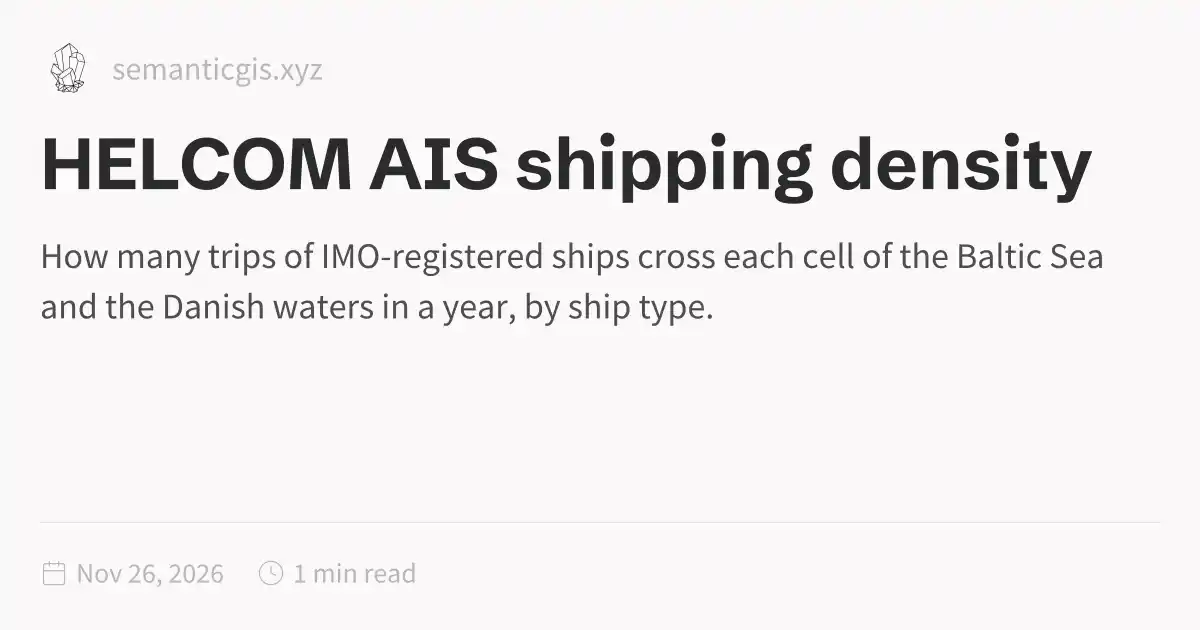 semanticgis.xyz
HELCOM AIS shipping density
How many trips of IMO-registered ships cross each cell of the Baltic Sea
and the Danish waters in a year, by ship type.
Nov 26, 2026 1 min read